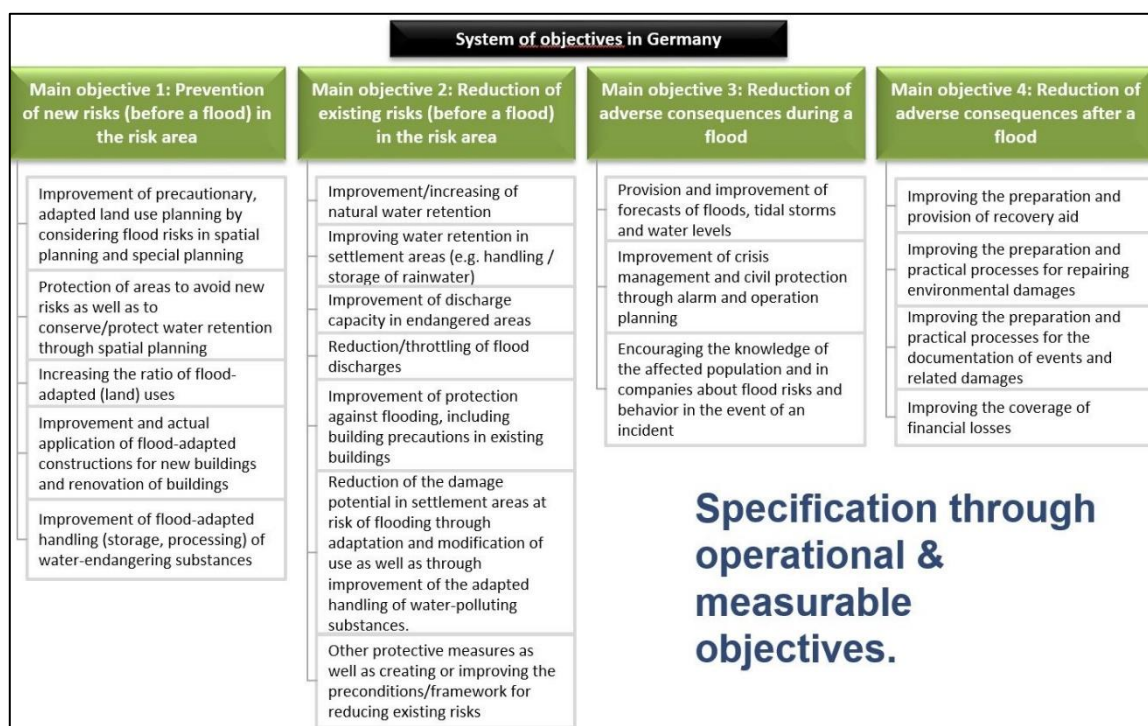 System of objectives in Germany
Main objective 1: Prevention
of new risks (before a flood) in
the risk area
Improvement of precautionary,
adapted land use planning by
considering flood risks in spatial
planning and special planning
Protection of areas to avoid new
risks as well as to
conserve/protect water retention
through spatial planning
Increasing the ratio of flood-
adapted (land) uses
Improvement and actual
application of flood-adapted
constructions for new buildings
and renovation of buildings
Improvement of flood-adapted
handling (storage, processing) of
water-endangering substances
Main objective 2: Reduction of
existing risks (before a flood)
in the risk area
Improvement/increasing of
natural water retention
Improving water retention in
settlement areas (e.g. handling /
storage of rainwater)
Improvement of discharge
capacity in endangered areas
Reduction/throttling of flood
discharges
Improvement of protection
against flooding, including
building precautions in existing
buildings
Reduction of the damage
potential in settlement areas at
risk of flooding through
adaptation and modification of
use as well as through
improvement of the adapted
handling of water-polluting
substances.
Other protective measures as
well as creating or improving the
preconditions/framework for
reducing existing risks
Main objective 3: Reduction of
adverse consequences during a
flood
Provision and improvement of
forecasts of floods, tidal storms
and water levels
Improvement of crisis
management and civil protection
through alarm and operation
planning
Encouraging the knowledge of
the affected population and in
companies about flood risks and
behavior in the event of an
incident
Main objective 4: Reduction of
adverse consequences after a
flood
Improving the preparation and
provision of recovery aid
Improving the preparation and
practical processes for repairing
environmental damages
Improving the preparation and
practical processes for the
documentation of events and
related damages
Improving the coverage of
financial losses
Specification through
operational &
measurable
objectives.